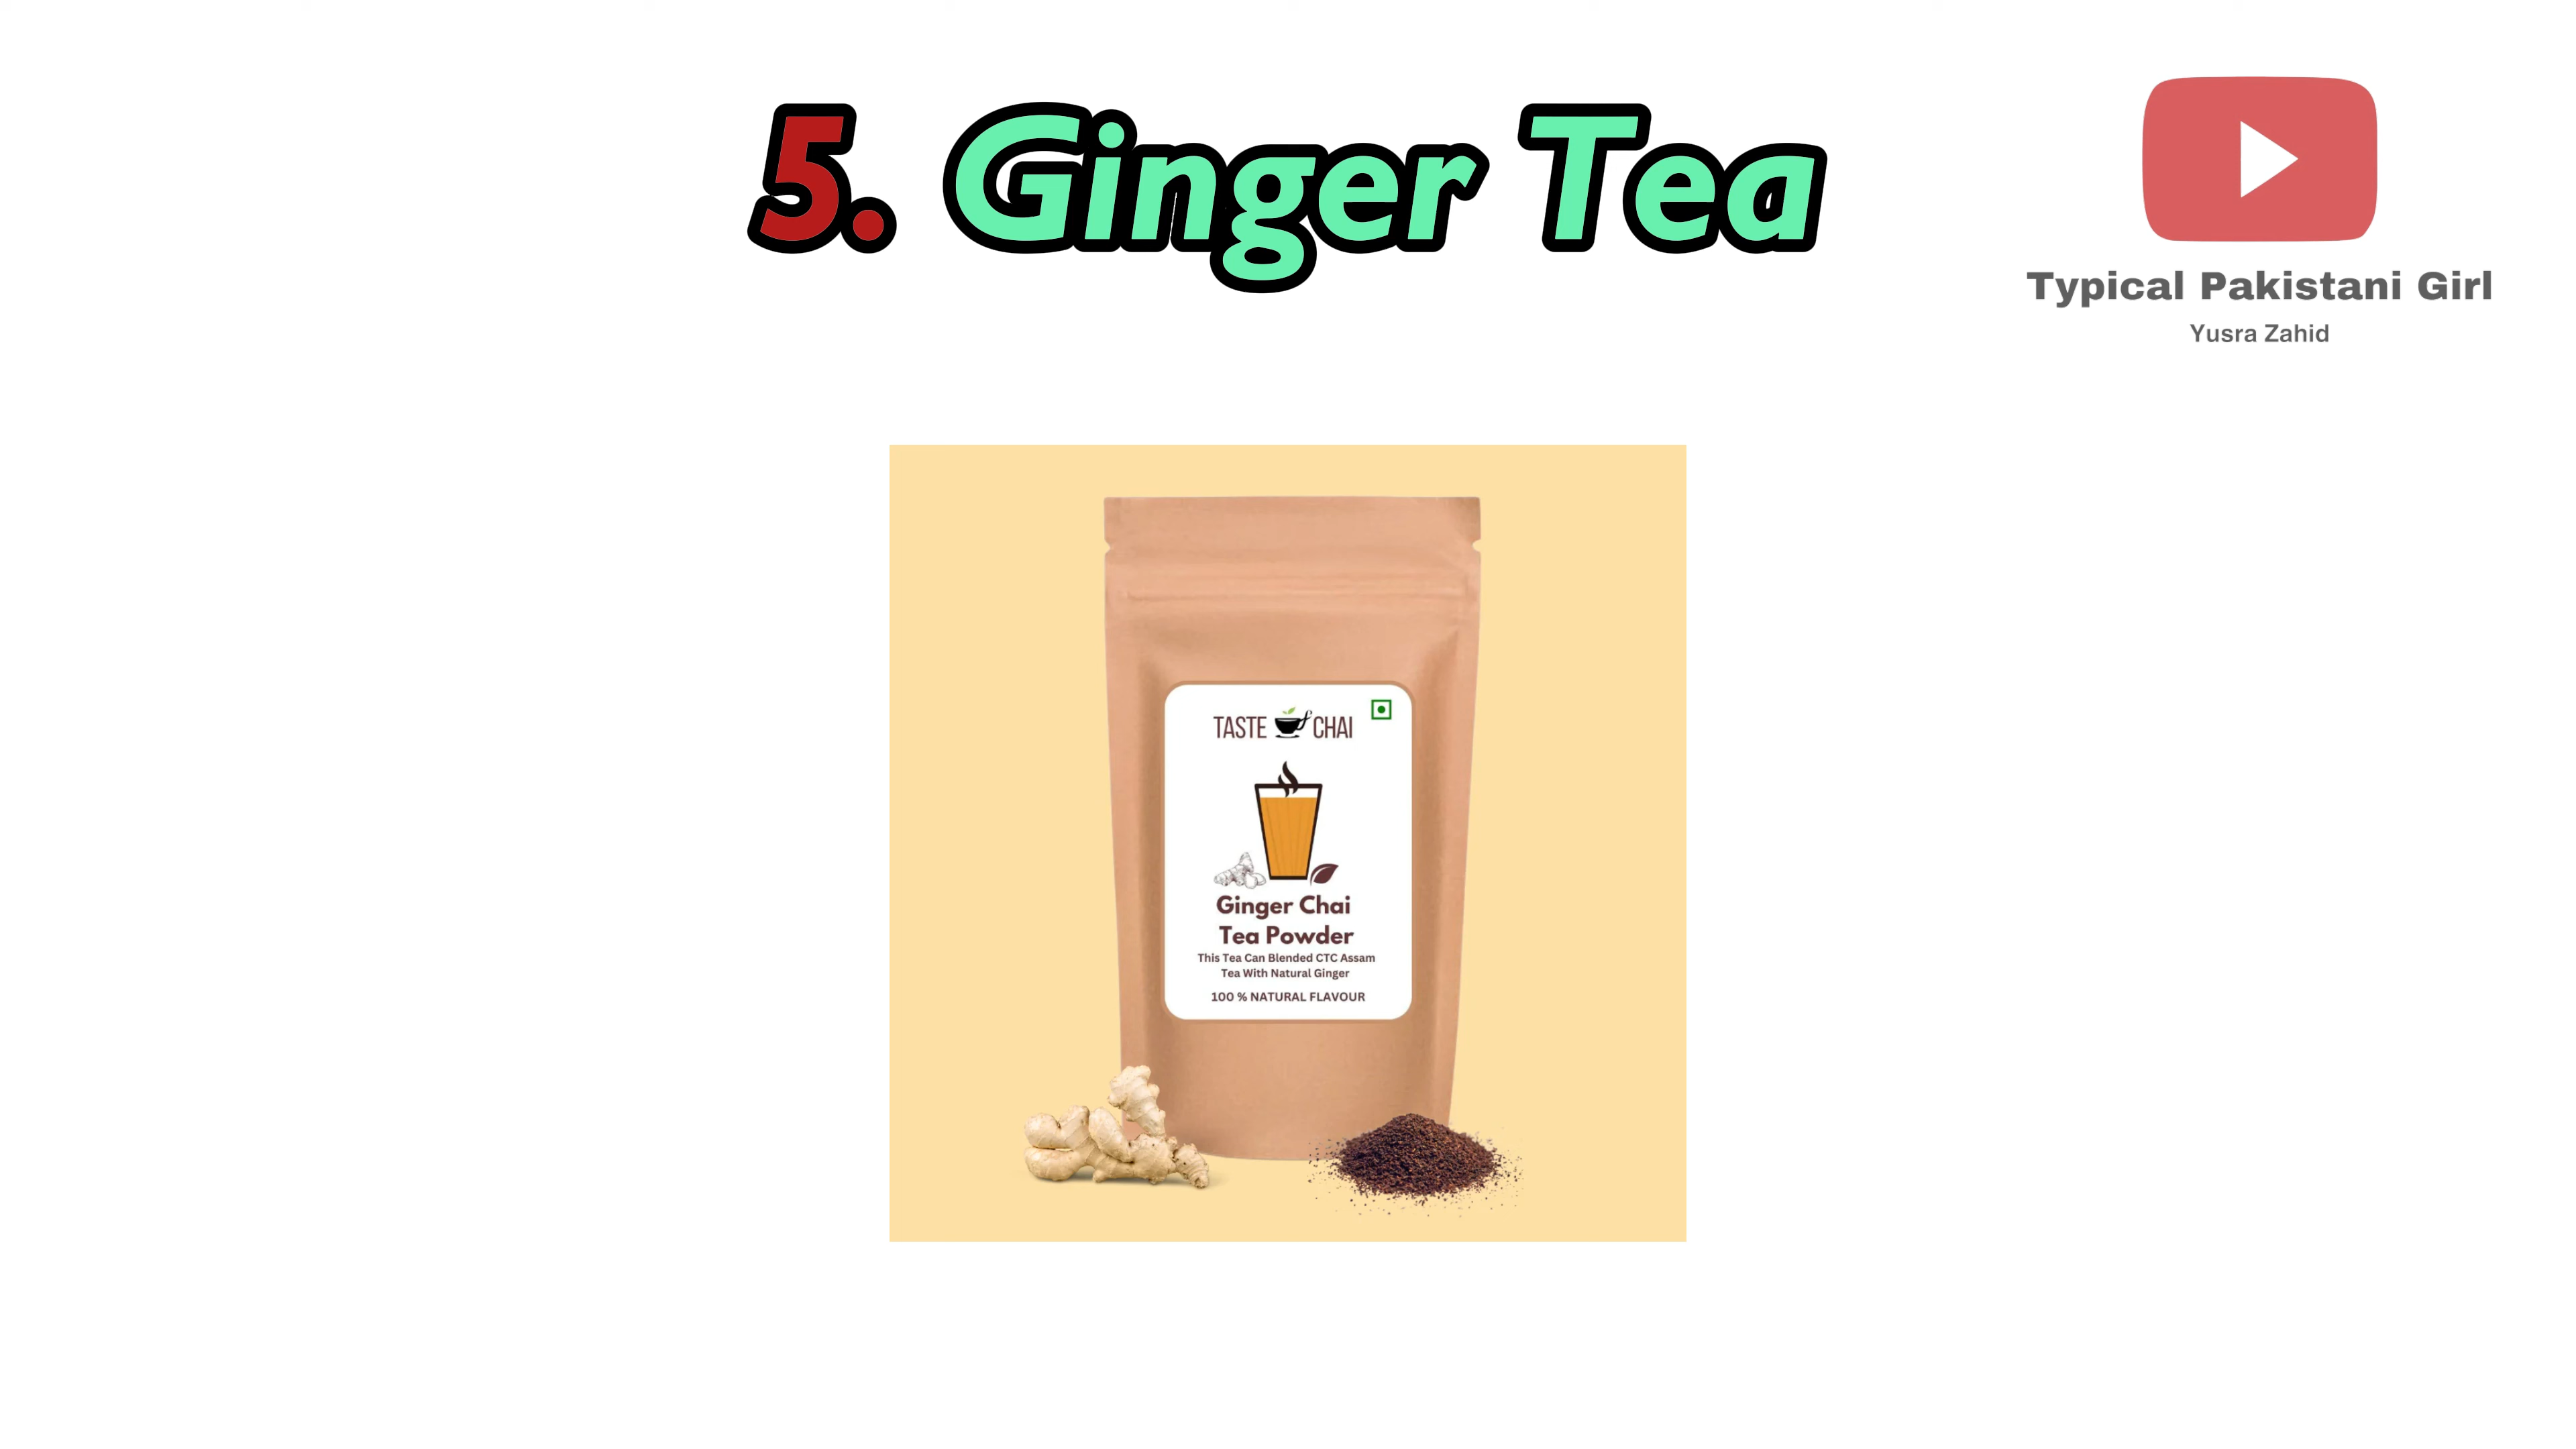 5. Ginger Tea
Typical Pakistani Girl
Yusra Zahid
TASTE CHAI
Ginger Chai
Tea Powder
This Tea Can Blended CTC Assam
Tea With Natural Ginger
100 % NATURAL FLAVOUR